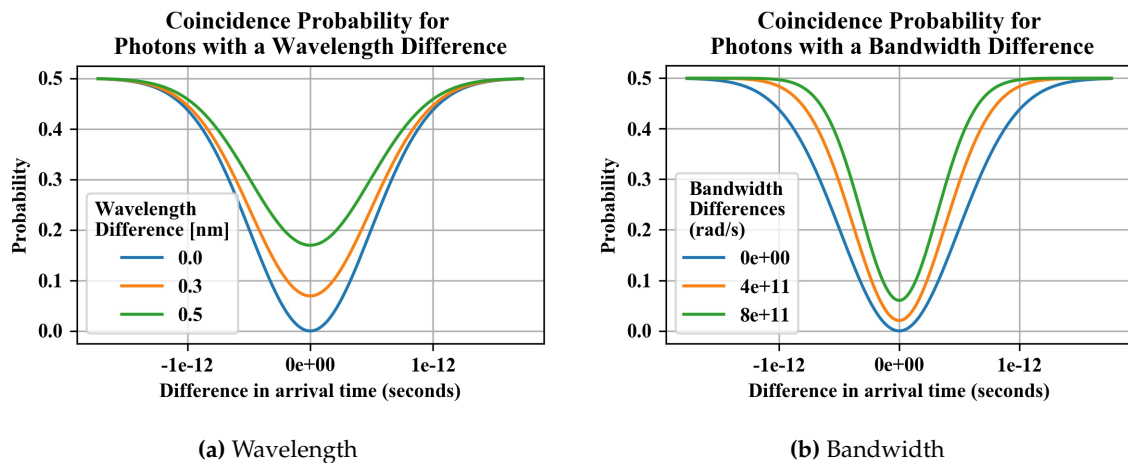 Coincidence Probability for
Photons with a Wavelength Difference
Probability
0.5
0.4
0.3
0.2
0.1
0.0
Wavelength
Difference [nm]
0.0
0.3
0.5
-1e-12
0e+00
1e-12
Difference in arrival time (seconds)
(a) Wavelength
Coincidence Probability for
Photons with a Bandwidth Difference
Probability
0.5
0.4
0.3
0.2
0.1
0.0
Bandwidth
Differences
(rad/s)
0e+00
4e+11
8e+11
-1e-12
0e+00
1e-12
Difference in arrival time (seconds)
(b) Bandwidth